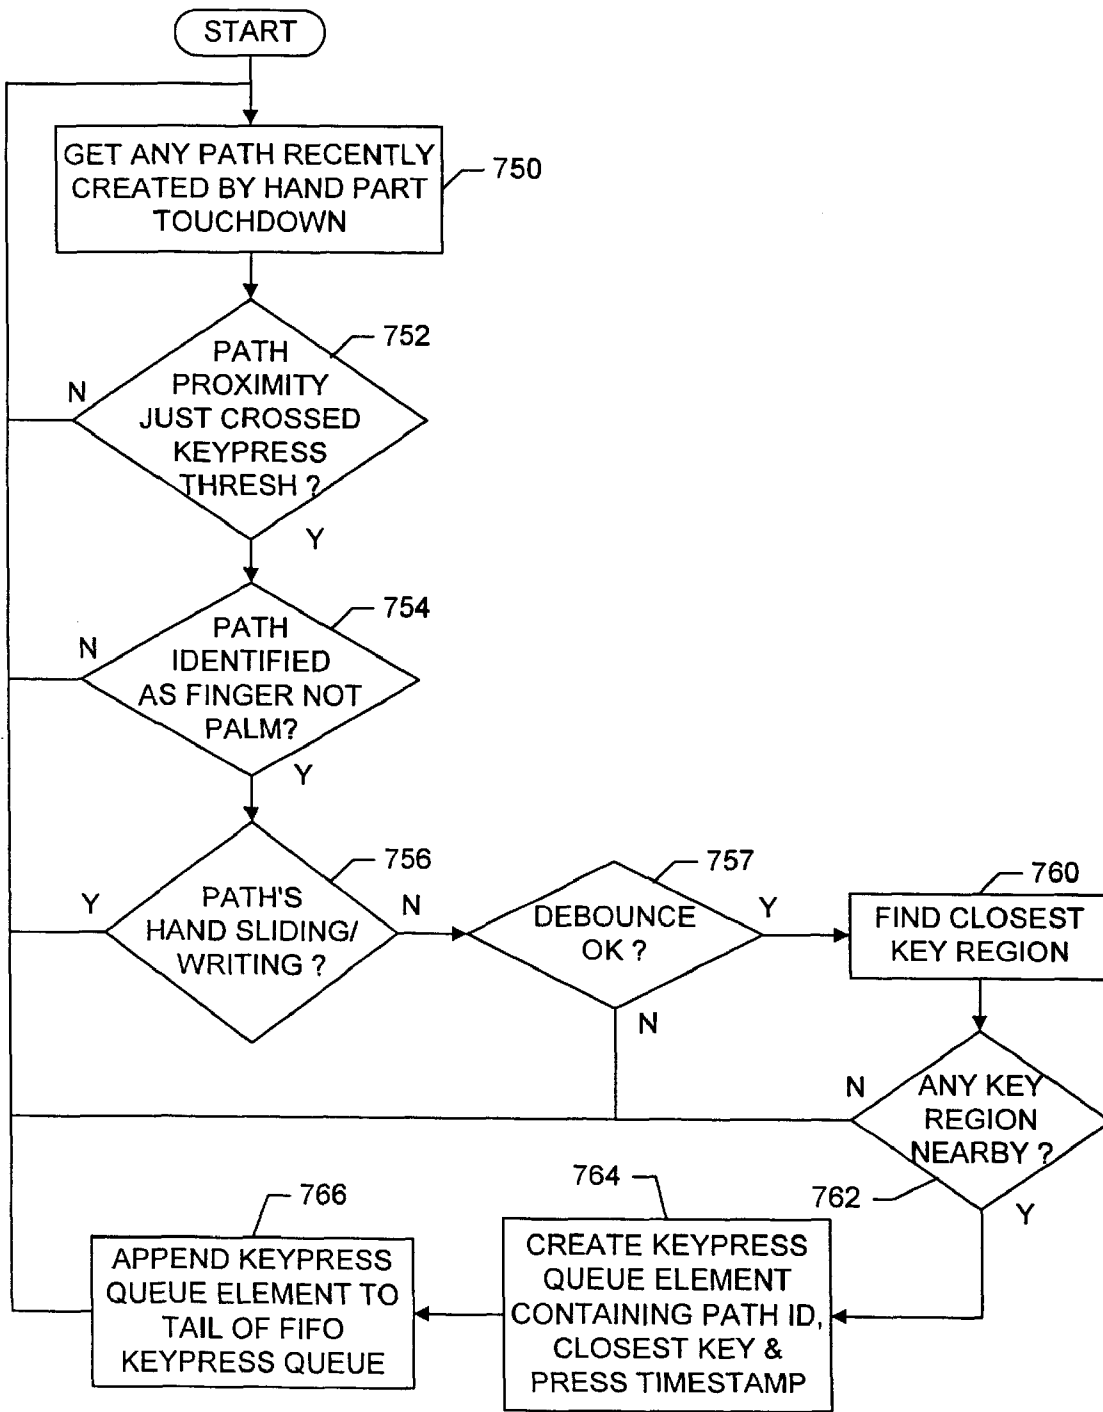 START
GET ANY PATH RECENTLY
CREATED BY HAND PART
TOUCHDOWN
750
752
PATH
PROXIMITY
JUST CROSSED
KEYPRESS
THRESH ?
N
Y
754
PATH
IDENTIFIED
AS FINGER NOT
PALM?
N
Y
756
PATH'S
HAND SLIDING/
WRITING ?
Y
N
757
DEBOUNCE
OK ?
Y
N
760
FIND CLOSEST
KEY REGION
ANY KEY
REGION
NEARBY ?
N
762
Y
764
CREATE KEYPRESS
QUEUE ELEMENT
CONTAINING PATH ID,
CLOSEST KEY &
PRESS TIMESTAMP
766
APPEND KEYPRESS
QUEUE ELEMENT TO
TAIL OF FIFO
KEYPRESS QUEUE